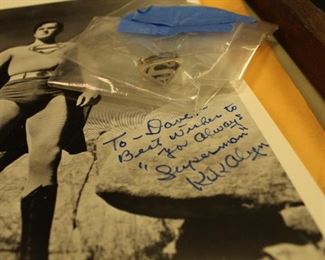 To - Dave...
Best Wishes to
you Always
"Superman"
Kirk Alyn